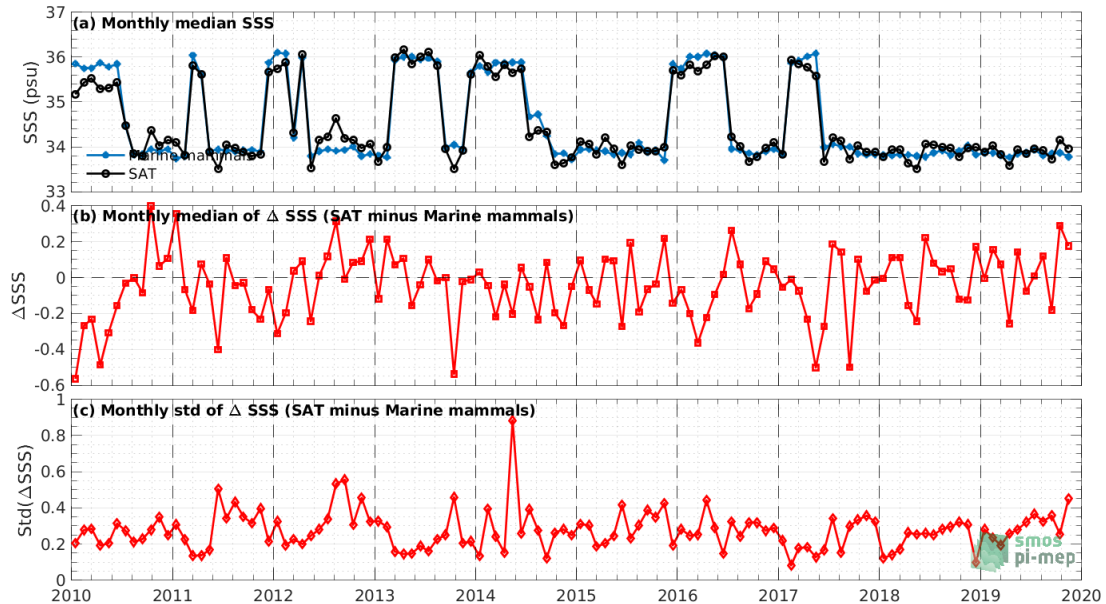 (a) Monthly median SSS
37
36
35
34
33
SSS (psu)
Marine mammals
SAT
(b) Monthly median of Δ SSS (SAT minus Marine mammals)
0.4
0.2
0
-0.2
-0.4
-0.6
ΔSSS
(c) Monthly std of Δ SSS (SAT minus Marine mammals)
1
0.8
0.6
0.4
0.2
0
Std(ΔSSS)
smos
pi-mep
2010 2011 2012 2013 2014 2015 2016 2017 2018 2019 2020